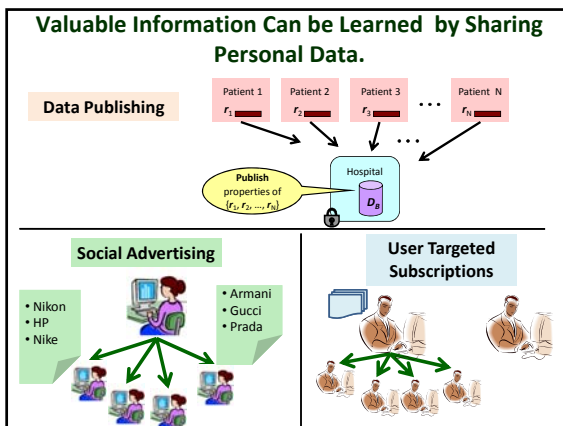 Valuable Information Can be Learned by Sharing
Personal Data.
Data Publishing
Patient 1
r1
Patient 2
r2
Patient 3
r3
...
Patient N
rN
...
Hospital
DB
Publish
properties of
{r1, r2, ..., rN}
Social Advertising
• Nikon
• HP
• Nike
• Armani
• Gucci
• Prada
User Targeted
Subscriptions